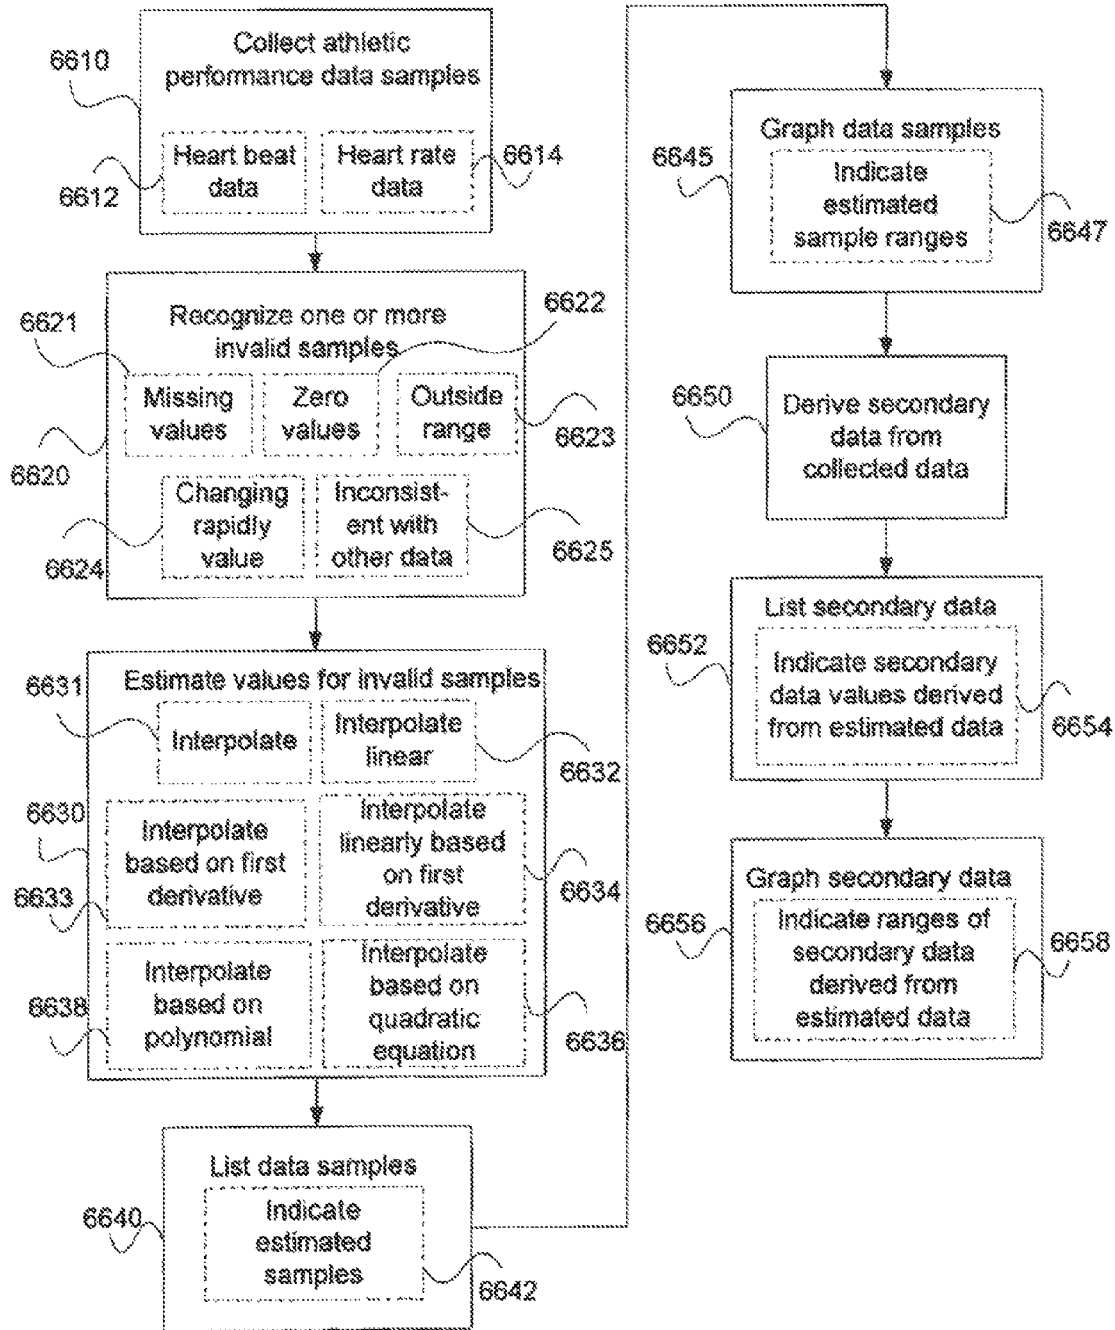 6610
Collect athletic
performance data samples
Heart beat
data
6612
Heart rate
data
6614
Recognize one or more
invalid samples
6620
6621
6622
Missing
values
Zero
values
Outside
range
6623
Changing
rapidly
value
6624
Inconsist-
ent with
other data
6625
Estimate values for invalid samples
6631
Interpolate
Interpolate
linear
6632
6630
Interpolate
based on first
derivative
6633
Interpolate
linearly based
on first
derivative
6634
Interpolate
based on
polynomial
6638
Interpolate
based on
quadratic
equation
6636
List data samples
6640
Indicate
estimated
samples
6642
Graph data samples
6645
Indicate
estimated
sample ranges
6647
6650
Derive secondary
data from
collected data
List secondary data
6652
Indicate secondary
data values derived
from estimated data
6654
Graph secondary data
6656
Indicate ranges of
secondary data
derived from
estimated data
6658